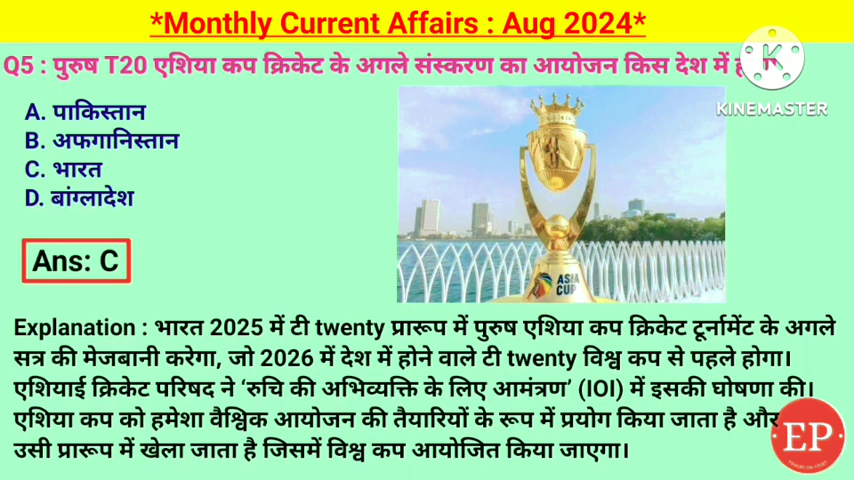 *Monthly Current Affairs : Aug 2024*
Q5 : पुरुष T20 एशिया कप क्रिकेट के अगले संस्करण का आयोजन किस देश में
KINEMASTER
A. पाकिस्तान
B. अफगानिस्तान
C. भारत
D. बांग्लादेश
ASIA
CUP
Ans: C
Explanation : भारत 2025 में टी twenty प्रारूप में पुरुष एशिया कप क्रिकेट टूर्नामेंट के अगले
सत्र की मेजबानी करेगा, जो 2026 में देश में होने वाले टी twenty विश्व कप से पहले होगा।
एशियाई क्रिकेट परिषद ने ‘रुचि की अभिव्यक्ति के लिए आमंत्रण’ (IOI) में इसकी घोषणा की।
एशिया कप को हमेशा वैश्विक आयोजन की तैयारियों के रूप में प्रयोग किया जाता है और
उसी प्रारूप में खेला जाता है जिसमें विश्व कप आयोजित किया जाएगा।
EP